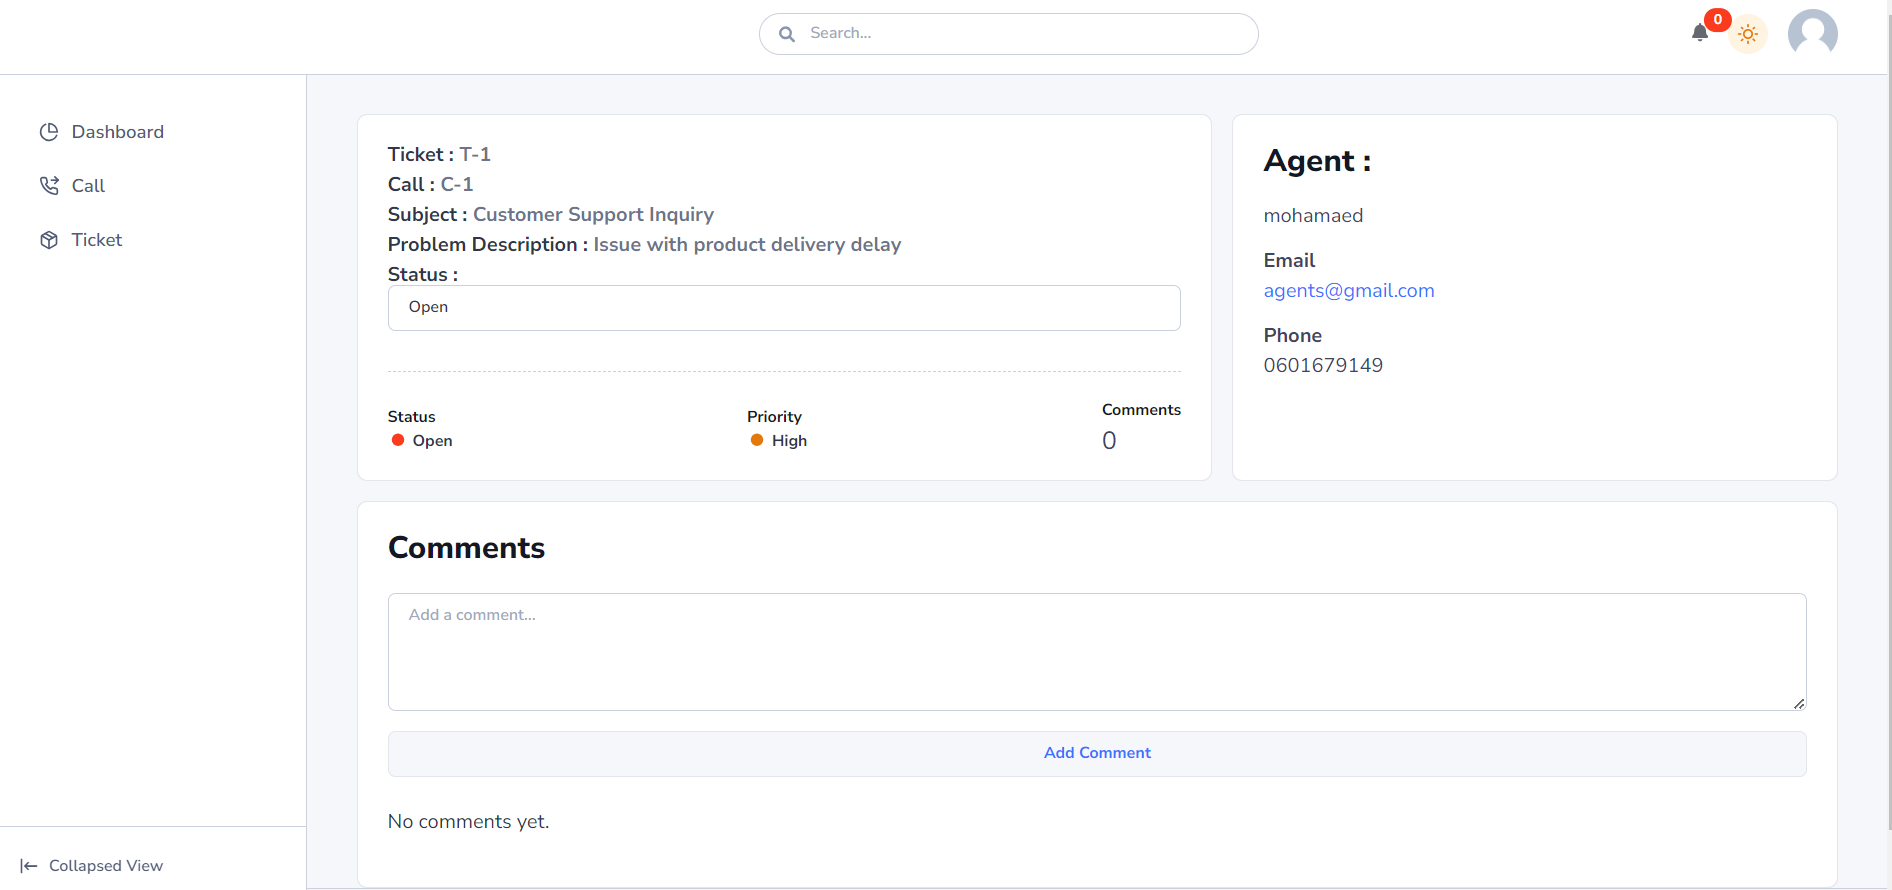 Search...
0
Dashboard
Call
Ticket
Collapsed View
Ticket : T-1
Call : C-1
Subject : Customer Support Inquiry
Problem Description : Issue with product delivery delay
Status :
Open
Status
Open
Priority
High
Comments
0
Agent :
mohamaed
Email
agents@gmail.com
Phone
0601679149
Comments
Add a comment...
Add Comment
No comments yet.